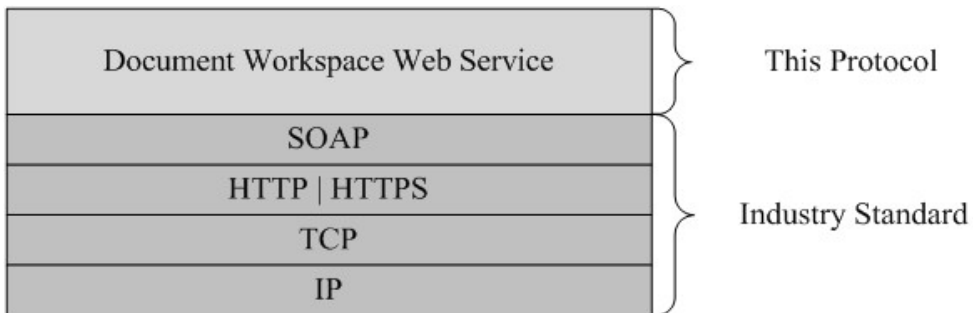 Document Workspace Web Service
This Protocol
SOAP
HTTP | HTTPS
TCP
IP
Industry Standard